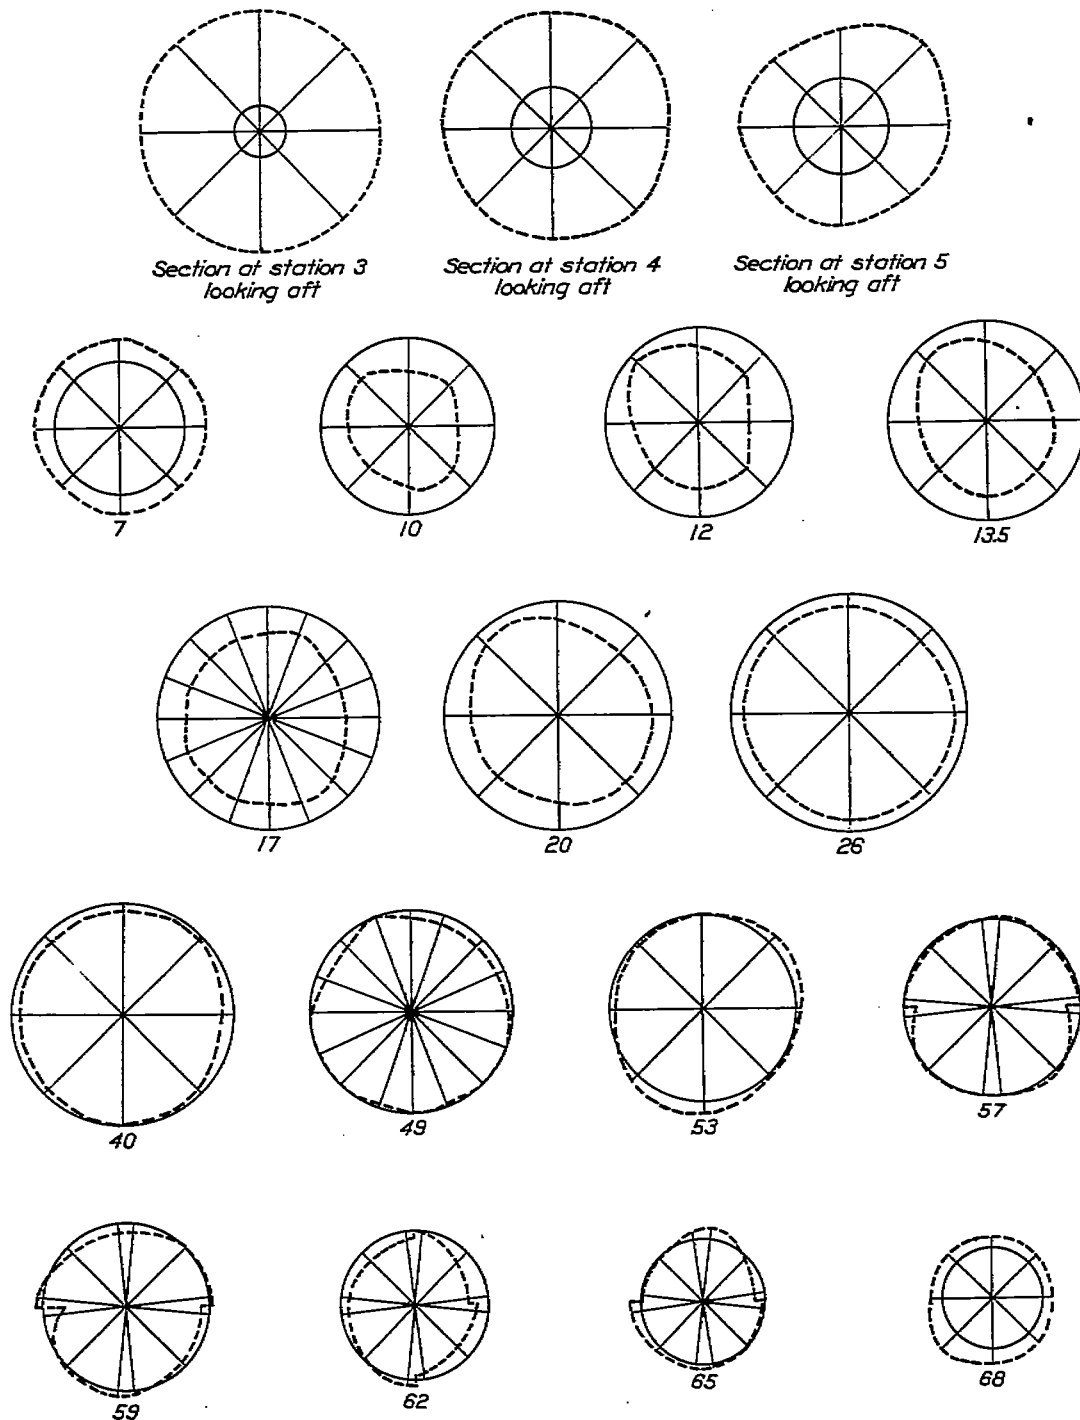 Section at station 3
looking aft
Section at station 4
looking aft
Section at station 5
looking aft
7
10
12
13.5
17
20
26
40
49
53
57
59
62
65
68